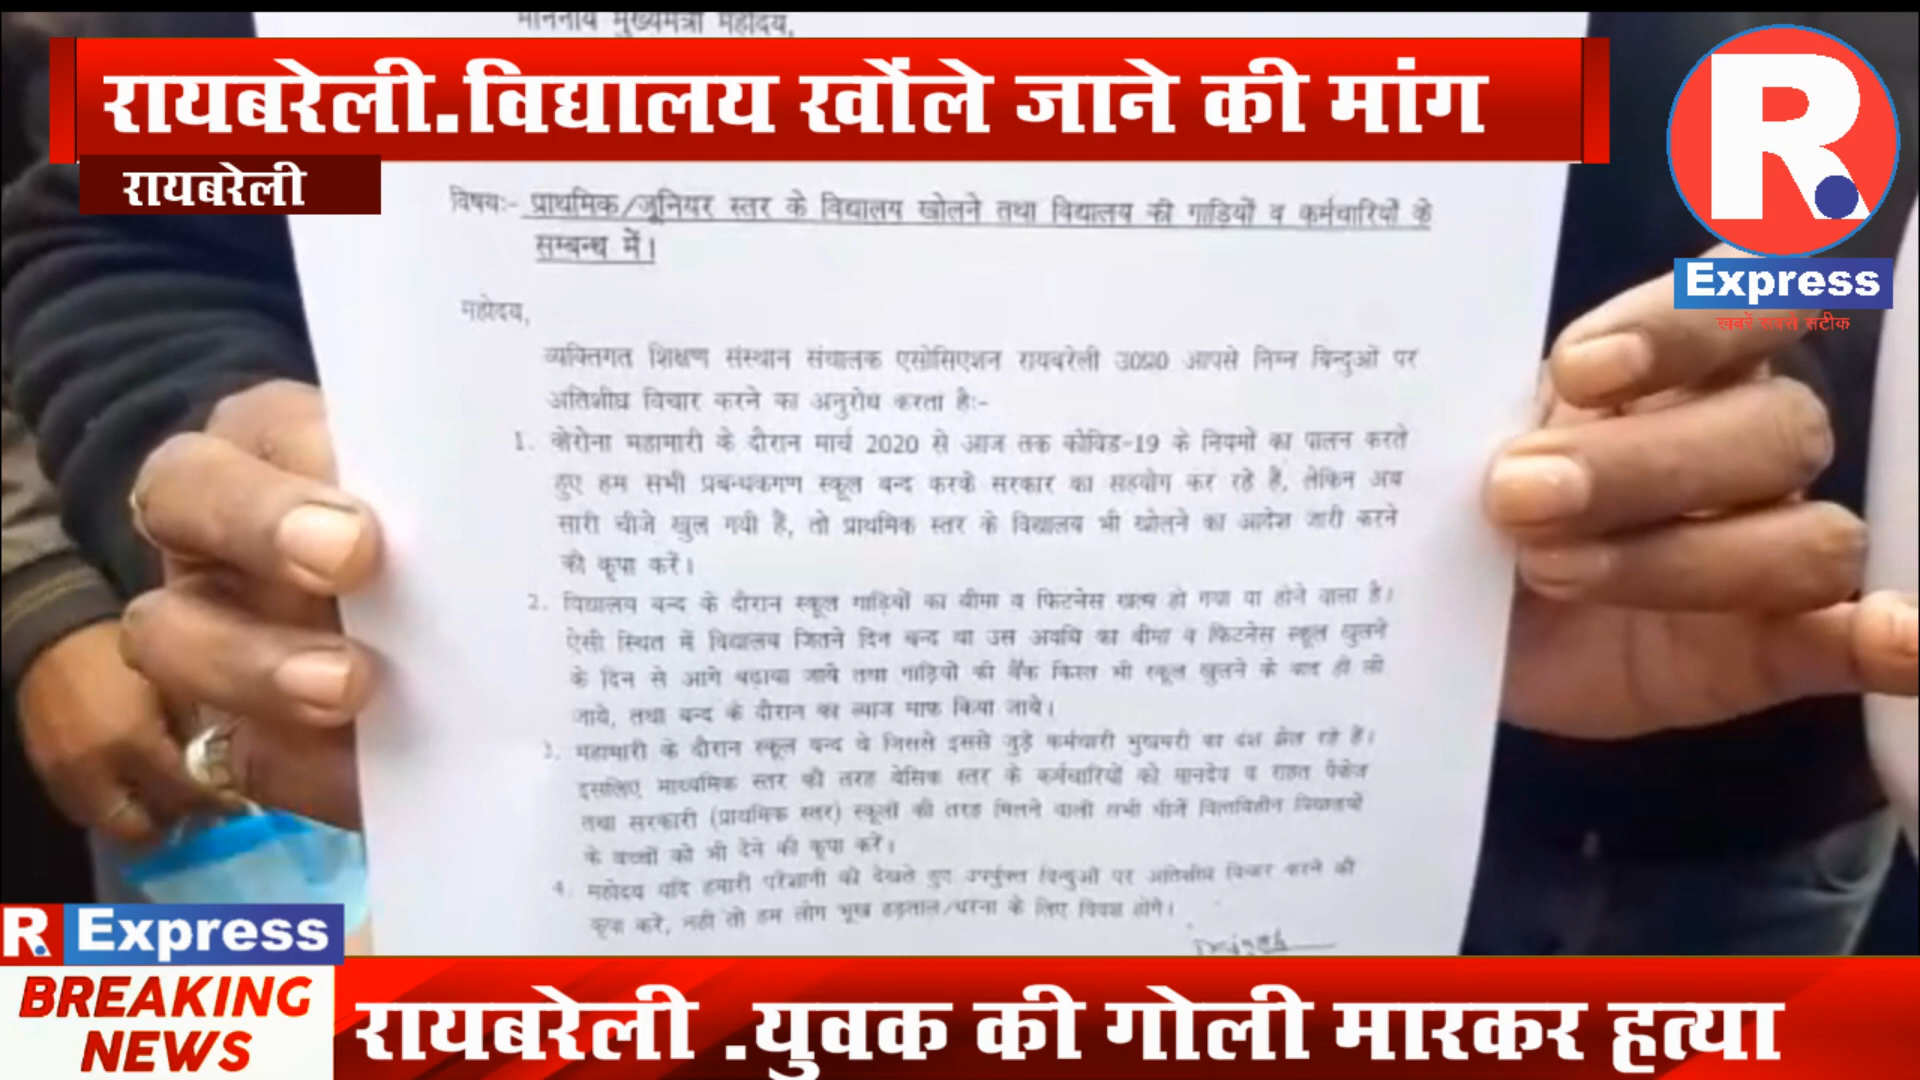 माननीय मुख्यमंत्री महोदय,
रायबरेली.विद्यालय खोंले जाने की मांग
रायबरेली
R.
Express
खबरें सबसे सटीक
विषयः- प्राथमिक/जूनियर स्तर के विद्यालय खोलने तथा विद्यालय की गाड़ियों व कर्मचारियों के
सम्बन्ध में।
महोदय,
व्यक्तिगत शिक्षण संस्थान संचालक एसोसिएशन रायबरेली उ0प्र0 आपसे निम्न बिन्दुओं पर
अतिशीघ्र विचार करने का अनुरोध करता हैः-
1. कोरोना महामारी के दौरान मार्च 2020 से आज तक कोविड-19 के नियमों का पालन करते
हुए हम सभी प्रबन्धकगण स्कूल बन्द करके सरकार का सहयोग कर रहे हैं, लेकिन अब
सारी चीजे खुल गयी हैं, तो प्राथमिक स्तर के विद्यालय भी खोलने का आदेश जारी करने
की कृपा करें।
2. विद्यालय बन्द के दौरान स्कूल गाड़ियों का बीमा व फिटनेस खत्म हो गया या होने वाला है।
ऐसी स्थित में विद्यालय जितने दिन बन्द था उस अवधि का बीमा व फिटनेस स्कूल खुलने
के दिन से आगे बढ़ाया जाये तथा गाड़ियों की बैंक किस्त भी स्कूल खुलने के बाद ही ली
जाये, तथा बन्द के दौरान का ब्याज माफ किया जाये।
3. महामारी के दौरान स्कूल बन्द थे जिससे इससे जुड़े कर्मचारी भुखमरी का दंश झेल रहे हैं।
इसलिए माध्यमिक स्तर की तरह बेसिक स्तर के कर्मचारियों को मानदेय व राहत पैकेज
तथा सरकारी (प्राथमिक स्तर) स्कूलों की तरह मिलने वाली सभी चीजें वित्तविहीन विद्यालयों
के बच्चों को भी देने की कृपा करें।
4. महोदय यदि हमारी परेशानी को देखते हुए उपर्युक्त बिन्दुओं पर अतिशीघ्र विचार करने की
कृपा करें, नही तो हम लोग भूख हड़ताल/धरना के लिए विवश होंगे।
R. Express
BREAKING
NEWS
रायबरेली .युवक की गोली मारकर हत्या